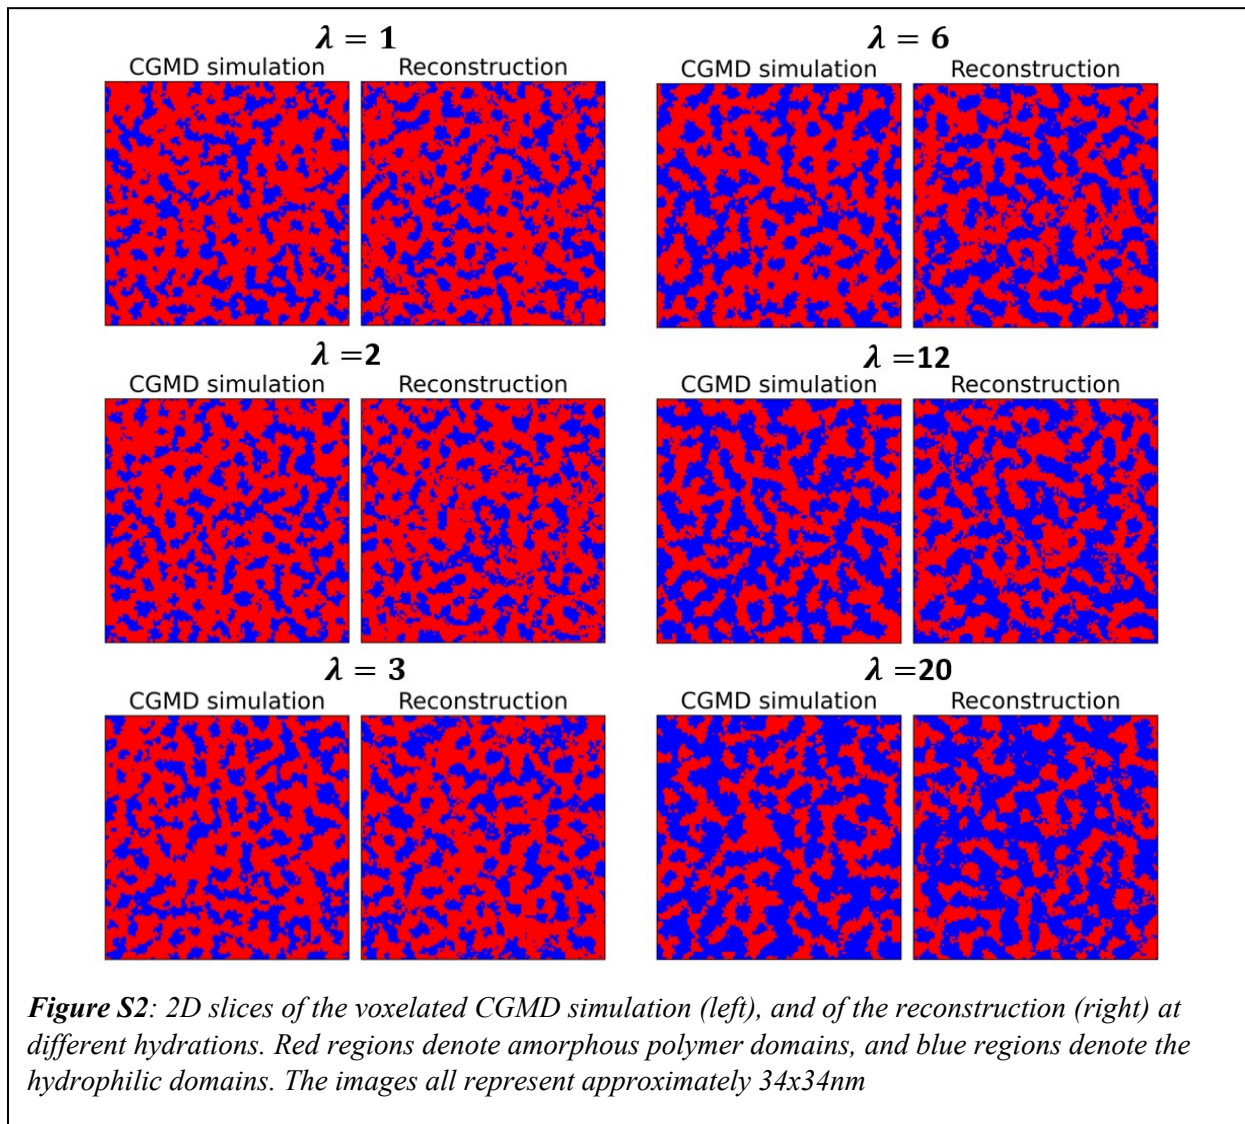 λ = 1
CGMD simulation Reconstruction
λ = 6
CGMD simulation Reconstruction
λ =2
CGMD simulation Reconstruction
λ =12
CGMD simulation Reconstruction
λ = 3
CGMD simulation Reconstruction
λ =20
CGMD simulation Reconstruction
Figure S2: 2D slices of the voxelated CGMD simulation (left), and of the reconstruction (right) at
different hydrations. Red regions denote amorphous polymer domains, and blue regions denote the
hydrophilic domains. The images all represent approximately 34x34nm